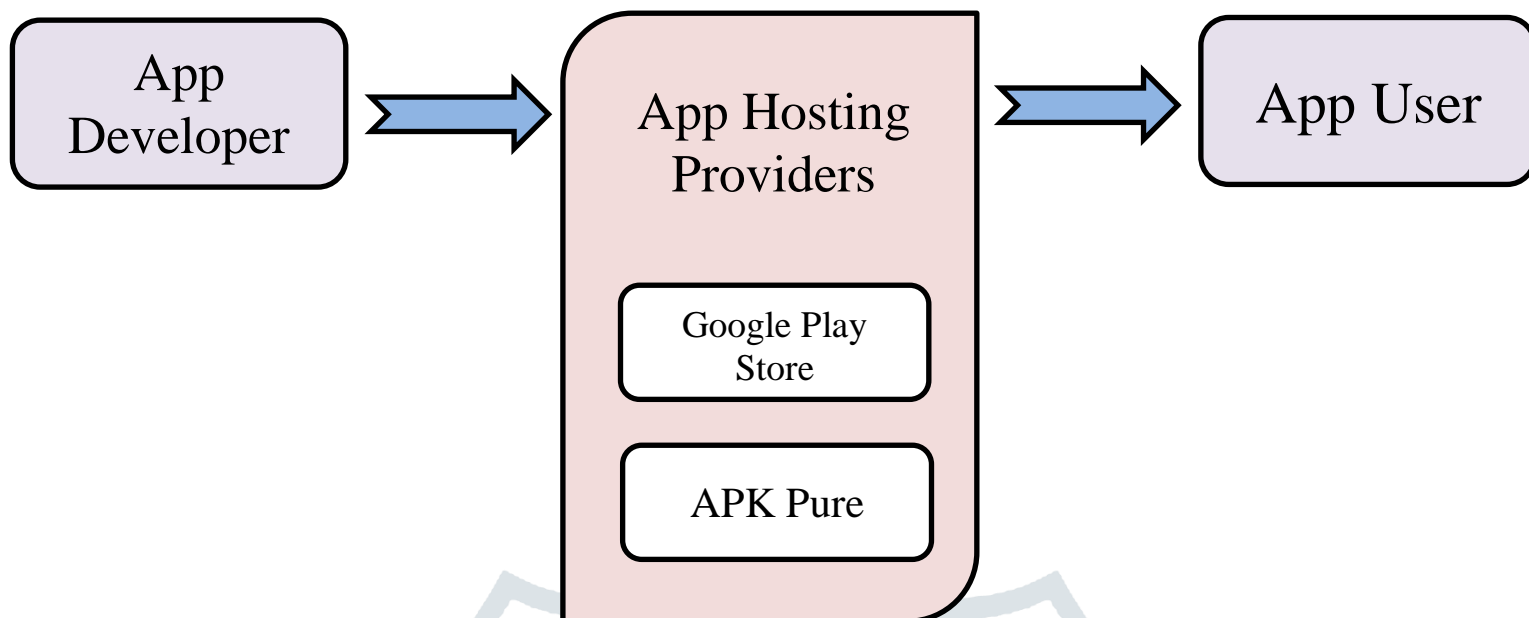 App
Developer
App Hosting
Providers
Google Play
Store
APK Pure
App User